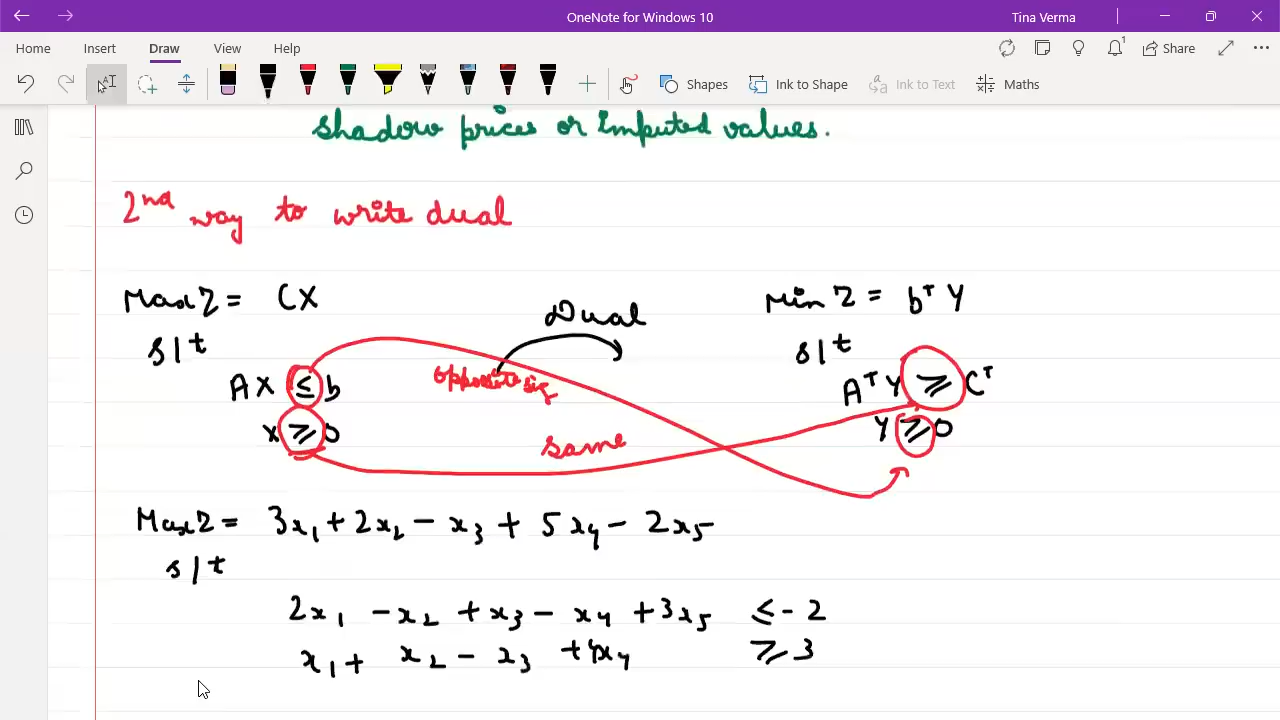 OneNote for Windows 10
Tina Verma
Home Insert Draw View Help
Share
Shapes Ink to Shape Ink to Text Maths
shadow prices or imputed values.
2nd way to write dual
Max Z = CX
Dual
Min Z = bᵀ Y
s/t
s/t
AX ≤ b
opposite sig
AᵀY ≥ Cᵀ
X ≥ 0
same
Y ≥ 0
Max Z = 3x₁ + 2x₂ - x₃ + 5x₄ - 2x₅
s/t
2x₁ - x₂ + x₃ - x₄ + 3x₅ ≤ - 2
x₁ + x₂ - x₃ + 4x₄ ≥ 3